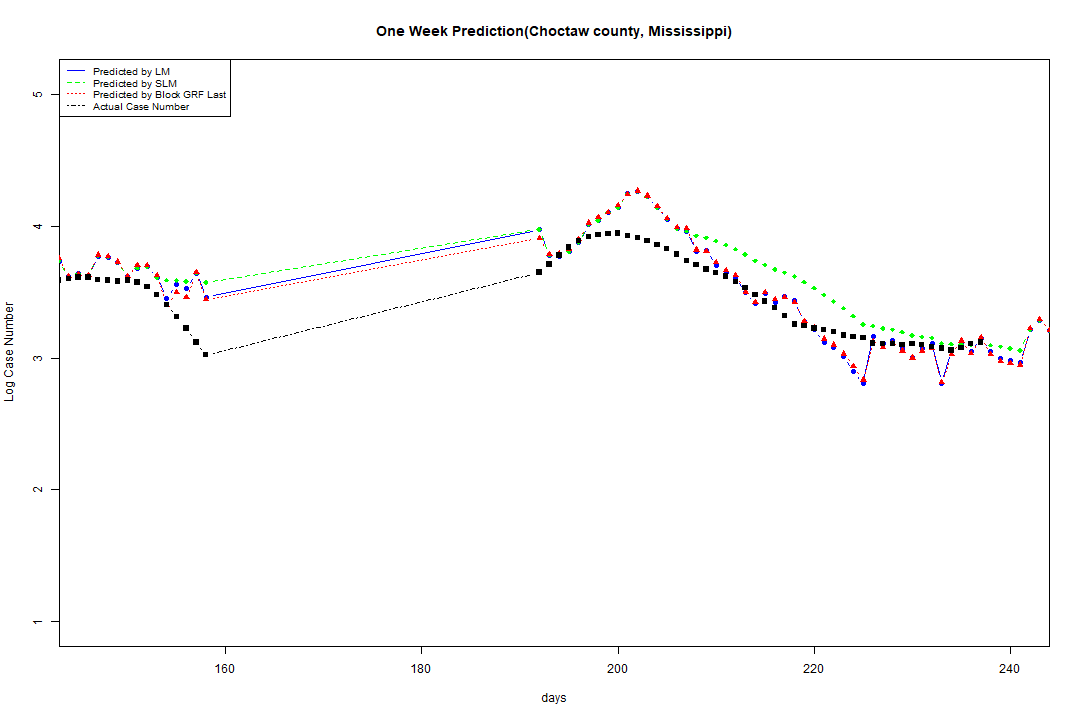 One Week Prediction(Choctaw county, Mississippi)
Predicted by LM
Predicted by SLM
Predicted by Block GRF Last
Actual Case Number
5
4
3
2
1
Log Case Number
160
180
200
220
240
days